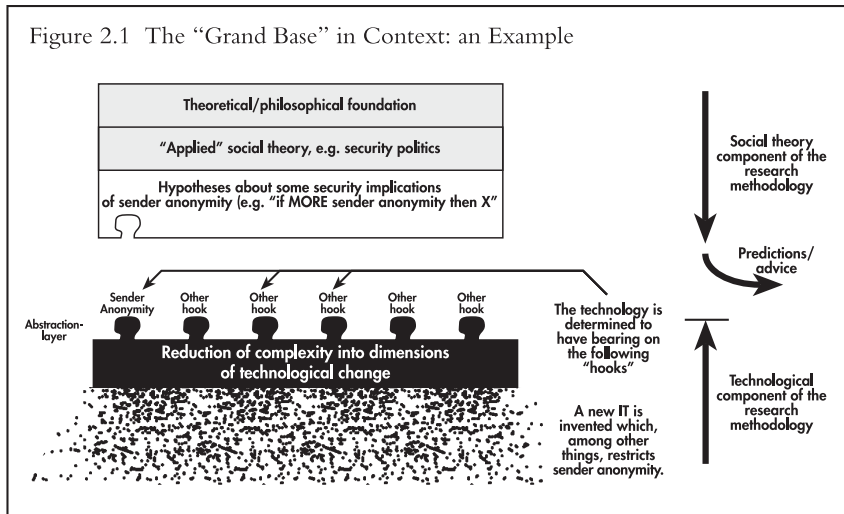 Figure 2.1 The “Grand Base” in Context: an Example
Theoretical/philosophical foundation
“Applied” social theory, e.g. security politics
Hypotheses about some security implications
of sender anonymity (e.g. “if MORE sender anonymity then X”
Social theory
component of the
research
methodology
Predictions/
advice
Sender
Anonymity
Other
hook
Other
hook
Other
hook
Other
hook
Other
hook
Abstraction-
layer
Reduction of complexity into dimensions
of technological change
The technology is
determined to
have bearing on
the following
“hooks”
A new IT is
invented which,
among other
things, restricts
sender anonymity.
Technological
component of the
research
methodology